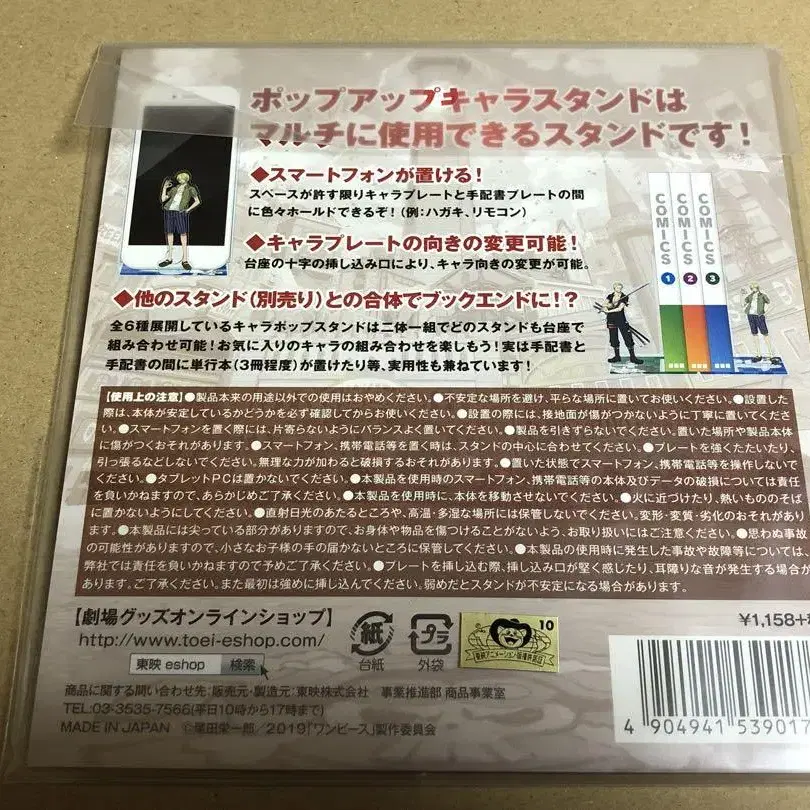 ポップアップキャラスタンドは
マルチに使用できるスタンドです!
◆スマートフォンが置ける!
スペースが許す限りキャラプレートと手配書プレートの間
に色々ホールドできるぞ!(例:ハガキ、リモコン)
◆キャラプレートの向きの変更可能!
台座の十字の挿し込み口により、キャラ向きの変更が可能。
COMICS 1
COMICS 2
COMICS 3
◆他のスタンド(別売り)との合体でブックエンドに!?
全6種展開しているキャラポップスタンドは二体一組でどのスタンドも台座で
組み合わせ可能!お気に入りのキャラの組み合わせを楽しもう!実は手配書と
手配書の間に単行本(3冊程度)が置けたり等、実用性も兼ねています!
【使用上の注意】●製品本来の用途以外での使用はおやめください。●不安定な場所を避け、平らな場所に置いてお使いください。●設置した
際は、本体が安定しているかどうかを必ず確認してからお使いください。●設置の際には、接地面が傷がつかないように丁寧に置いてくださ
い。●スマートフォンを置く際には、片寄らないようにバランスよく置いてください。●製品を引きずらないでください。置いた場所や製品本体
に傷がつくおそれがあります。●スマートフォン、携帯電話等を置く時は、スタンドの中心に合わせてください。●プレートを強くたたいたり、
引っ張るなどしないでください。無理な力が加わると破損するおそれがあります。●置いた状態でスマートフォン、携帯電話等を操作しないで
ください。●タブレットPCは置かないでください。●本製品を使用時のスマートフォン、携帯電話等の本体及びデータの破損については責任
を負いかねますので、あらかじめご了承ください。●本製品を使用時に、本体を移動させないでください。●火に近づけたり、熱いもののそば
に置かないようにしてください。●直射日光のあたるところや、高温・多湿な場所には保管しないでください。変形・変質・劣化のおそれがあり
ます。●本製品には尖っている部分がありますので、お身体や物品を傷つけることがないよう、お取り扱いにはご注意ください。●思わぬ事故
の可能性がありますので、小さなお子様の手の届かないところに保管してください。●本製品の使用時に発生した事故や故障等については、
弊社では責任を負いかねますので予めご了承ください。●プレートを挿し込む際、挿し込み口が堅く感じたり、耳障りな音が発生する場合が
あります。ご了承ください。また最初は強めに挿し込んでください。弱めだとスタンドが不安定になる場合があります。
【劇場グッズオンラインショップ】
http://www.toei-eshop.com/
東映 eshop 検索
紙
台紙
プラ
外袋
10
東映アニメーション版権許諾証
¥1,158+
商品に関する問い合わせ先:販売元・製造元:東映株式会社 事業推進部 商品事業室
TEL:03-3535-7566(平日10時から17時まで)
MADE IN JAPAN ©尾田栄一郎/2019「ワンピース」製作委員会
4 904941 539017